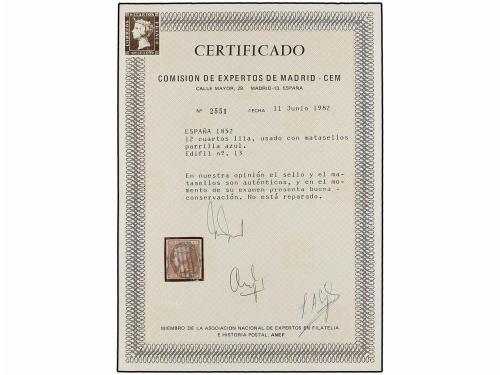 CERTIFICADO
COMISION DE EXPERTOS DE MADRID - CEM
CALLE MAYOR, 29. MADRID-13. ESPAÑA
Nº 2551 FECHA 11 Junio 1982
ESPAÑA 1852
12 cuartos lila, usado con matasellos
parrilla azul.
Edifil nº. 13
En nuestra opinión el sello y el ma-
tasellos son auténticos, y en el mo-
mento de su examen presenta buena -
conservación. No está reparado.
MIEMBRO DE LA ASOCIACION NACIONAL DE EXPERTOS EN FILATELIA
E HISTORIA POSTAL, ANEF